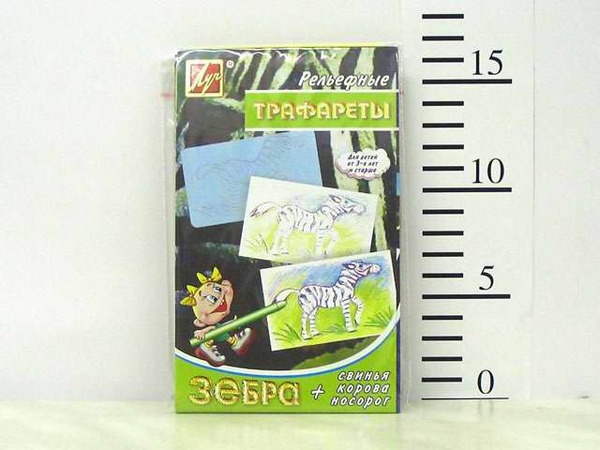 Луч®
Рельефные
ТРАФАРЕТЫ
Для детей
от 3-х лет
и старше
ЗЕБРА +
свинья
корова
носорог
15
10
5
0